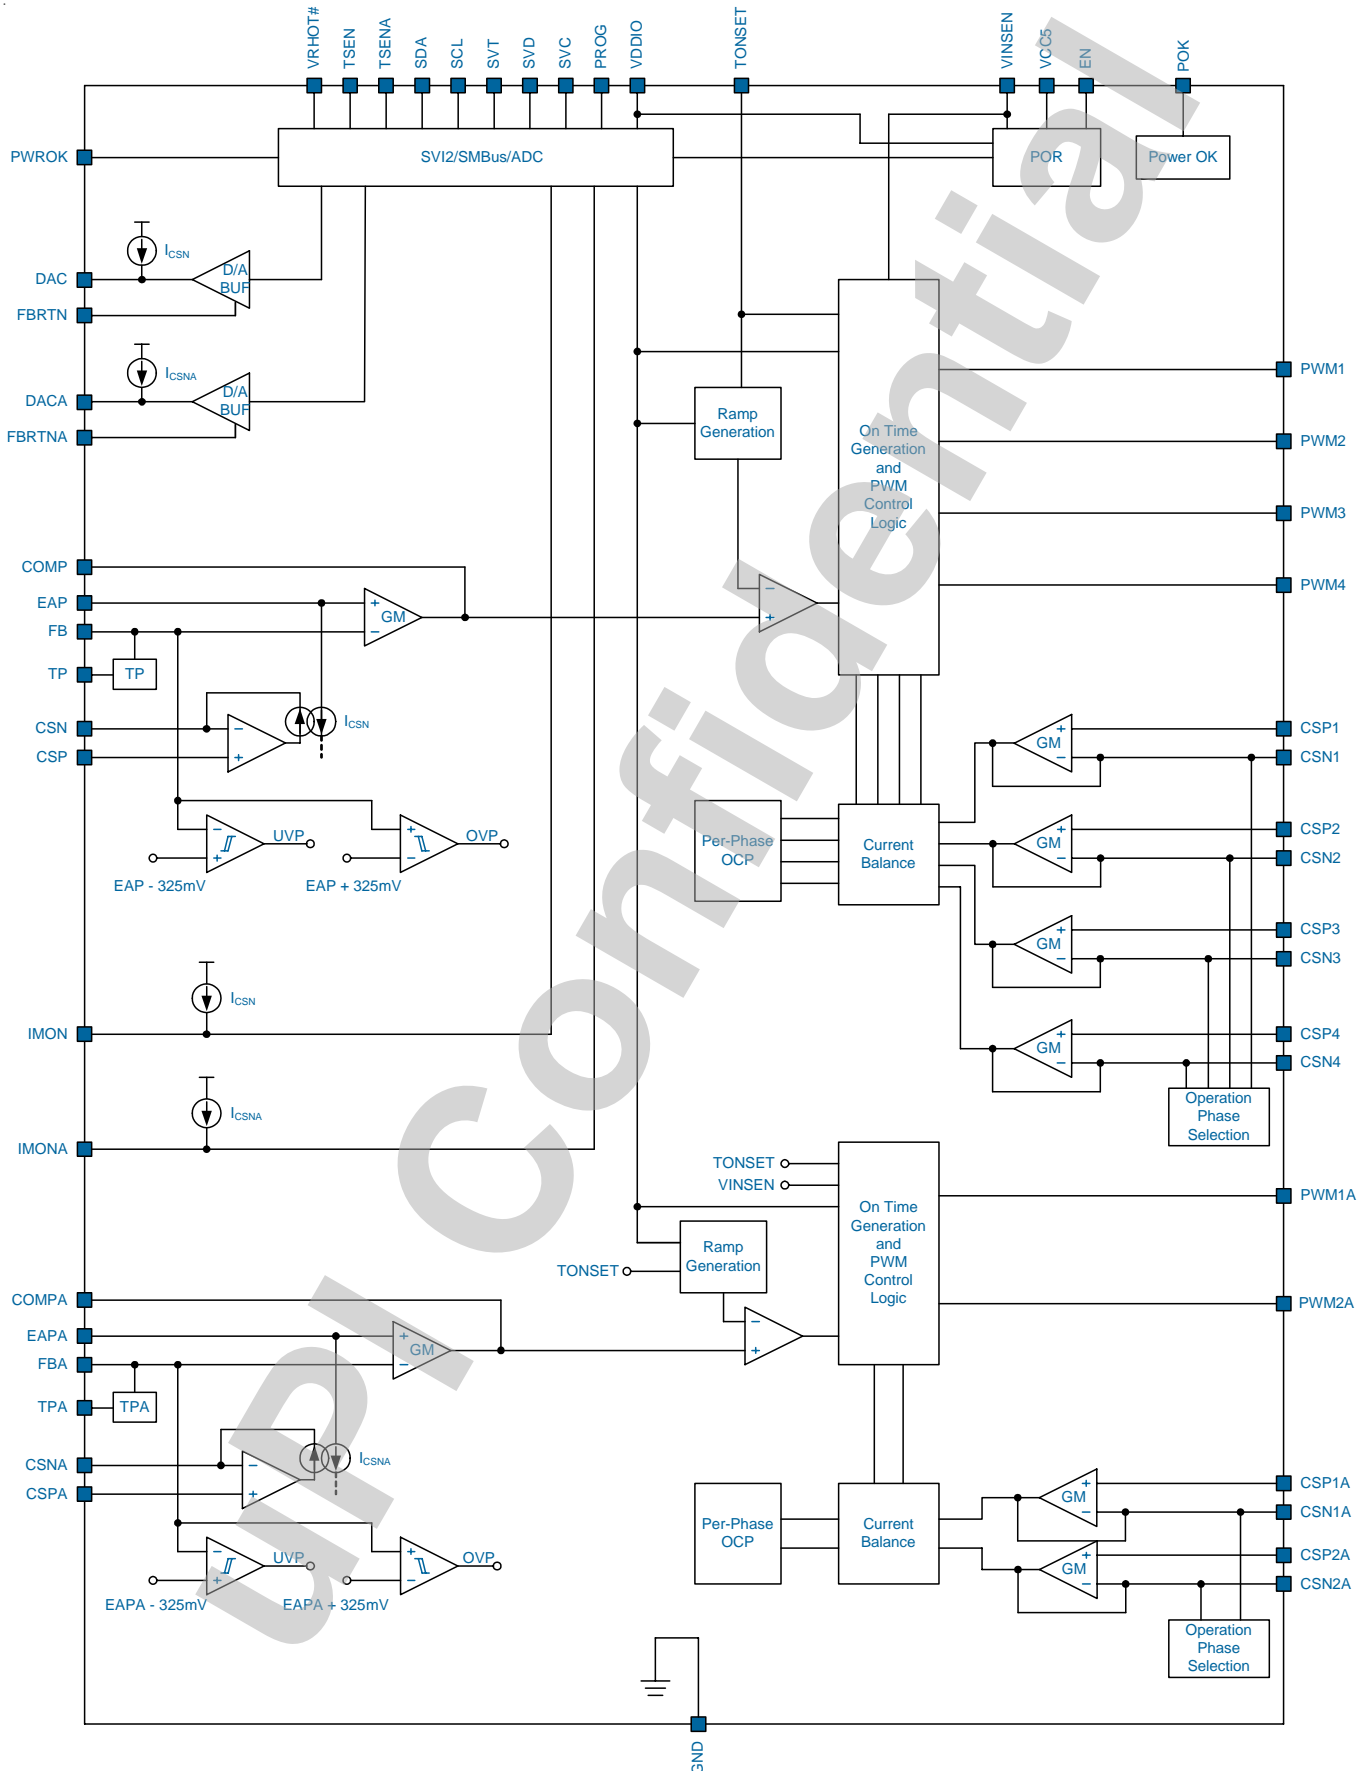 VRHOT#
TSEN
TSENA
SDA
SCL
SVT
SVD
SVC
PROG
VDDIO
TONSET
VINSEN
VCC5
EN
POK
PWROK
SVI2/SMBus/ADC
POR
Power OK
ICSN
DAC
D/A
BUF
FBRTN
ICSNA
DACA
D/A
BUF
FBRTNA
PWM1
Ramp
Generation
On Time
Generation
and
PWM
Control
Logic
PWM2
PWM3
PWM4
COMP
EAP
+
GM
−
FB
TP
TP
−
+
CSN
ICSN
−
+
CSP
CSP1
+
GM
−
CSN1
−
+
UVP
EAP - 325mV
+
−
OVP
EAP + 325mV
Per-Phase
OCP
Current
Balance
CSP2
+
GM
−
CSN2
CSP3
+
GM
−
CSN3
ICSN
IMON
CSP4
+
GM
−
CSN4
Operation
Phase
Selection
ICSNA
IMONA
TONSET
VINSEN
On Time
Generation
and
PWM
Control
Logic
PWM1A
Ramp
Generation
TONSET
PWM2A
COMPA
EAPA
+
GM
−
FBA
−
+
TPA
TPA
CSNA
ICSNA
−
+
CSPA
CSP1A
+
GM
−
CSN1A
Per-Phase
OCP
Current
Balance
−
+
UVP
EAPA - 325mV
+
−
OVP
EAPA + 325mV
CSP2A
+
GM
−
CSN2A
Operation
Phase
Selection
GND
uPI Confidential